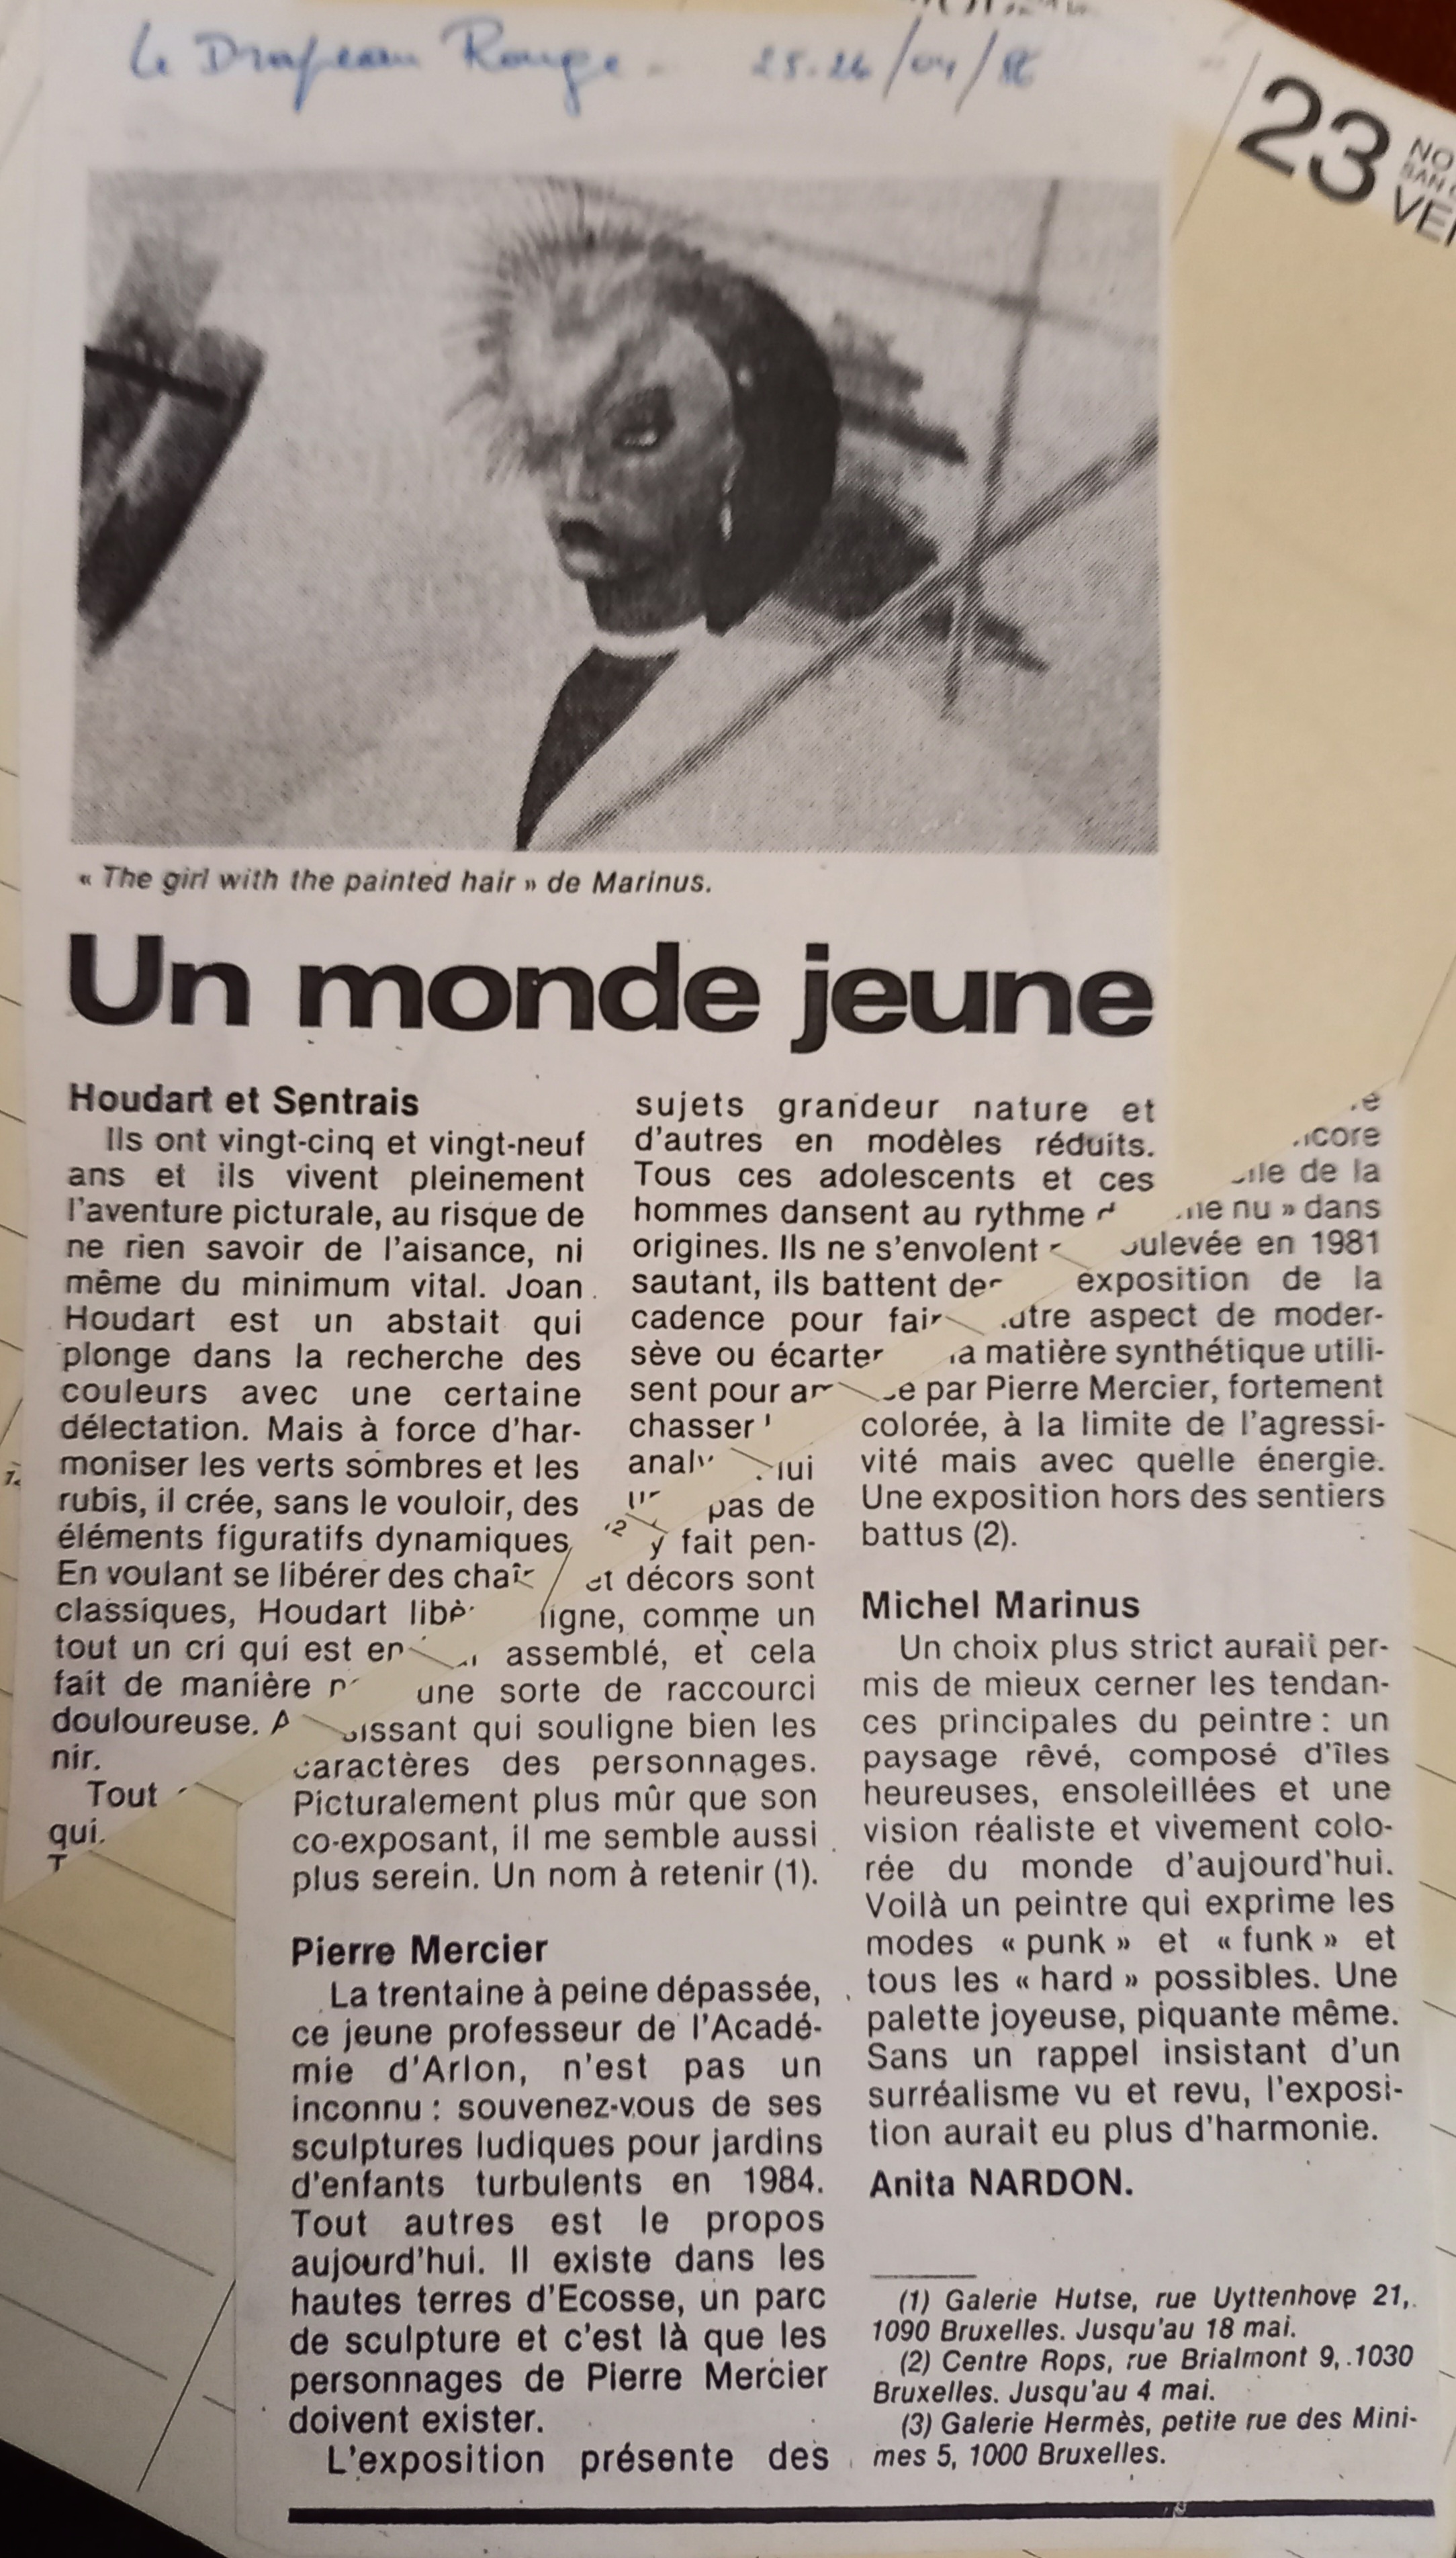 Le Drapeau Rouge - 25-26/04/86
23
NO
SAN
VE
« The girl with the painted hair » de Marinus.
Un monde jeune
Houdart et Sentrais
Ils ont vingt-cinq et vingt-neuf
ans et ils vivent pleinement
l'aventure picturale, au risque de
ne rien savoir de l'aisance, ni
même du minimum vital. Joan
Houdart est un abstait qui
plonge dans la recherche des
couleurs avec une certaine
délectation. Mais à force d'har-
moniser les verts sombres et les
rubis, il crée, sans le vouloir, des
éléments figuratifs dynamiques
En voulant se libérer des
classiques, Houdart
tout un cri qui est
fait de manière
douloureuse. A
nir.
Tout
qui
sujets grandeur nature et
d'autres en modèles réduits.
Tous ces adolescents et ces
hommes dansent au rythme
origines. Ils ne s'envolent
sautant, ils battent
cadence pour
sève ou
sent pour
chasser
lui
pas de
y fait pen-
et décors sont
ligne, comme un
assemblé, et cela
une sorte de raccourci
qui souligne bien les
caractères des personnages.
Picturalement plus mûr que son
co-exposant, il me semble aussi
plus serein. Un nom à retenir (1).
Pierre Mercier
La trentaine à peine dépassée,
ce jeune professeur de l'Acadé-
mie d'Arlon, n'est pas un
inconnu : souvenez-vous de ses
sculptures ludiques pour jardins
d'enfants turbulents en 1984.
Tout autres est le propos
aujourd'hui. Il existe dans les
hautes terres d'Ecosse, un parc
de sculpture et c'est là que les
personnages de Pierre Mercier
doivent exister.
L'exposition présente des
de la
nu » dans
en 1981
exposition de la
aspect de moder-
la matière synthétique utili-
par Pierre Mercier, fortement
colorée, à la limite de l'agressi-
vité mais avec quelle énergie.
Une exposition hors des sentiers
battus (2).
Michel Marinus
Un choix plus strict aurait per-
mis de mieux cerner les tendan-
ces principales du peintre : un
paysage rêvé, composé d'îles
heureuses, ensoleillées et une
vision réaliste et vivement colo-
rée du monde d'aujourd'hui.
Voilà un peintre qui exprime les
modes « punk » et « funk » et
tous les « hard » possibles. Une
palette joyeuse, piquante même.
Sans un rappel insistant d'un
surréalisme vu et revu, l'exposi-
tion aurait eu plus d'harmonie.
Anita NARDON.
(1) Galerie Hutse, rue Uyttenhove 21,
1090 Bruxelles. Jusqu'au 18 mai.
(2) Centre Rops, rue Brialmont 9, 1030
Bruxelles. Jusqu'au 4 mai.
(3) Galerie Hermès, petite rue des Mini-
mes 5, 1000 Bruxelles.